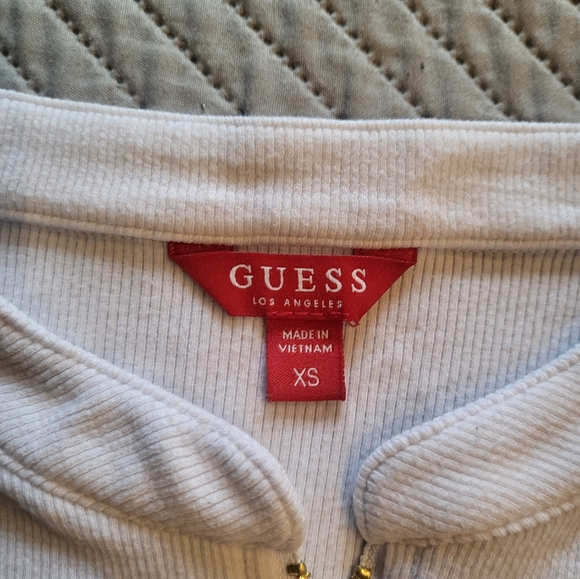 GUESS
LOS ANGELES
MADE IN
VIETNAM
XS